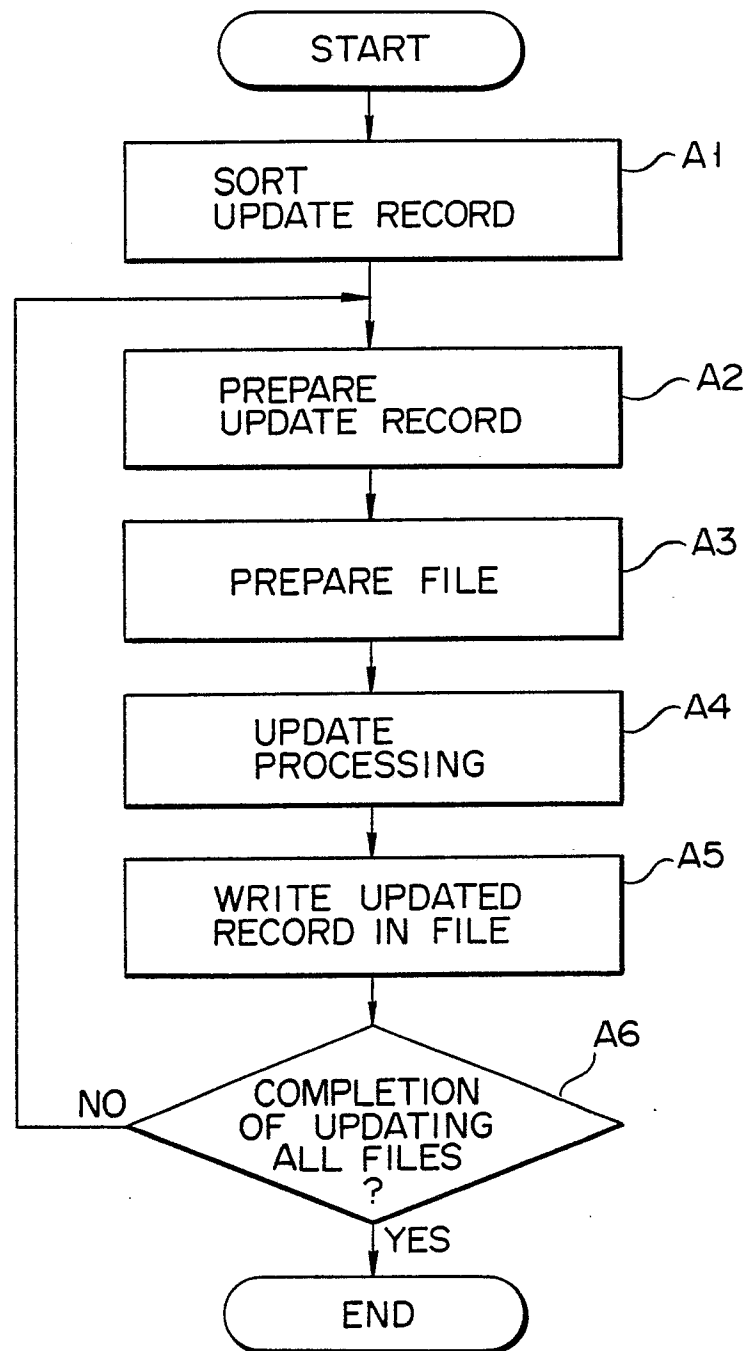 START
A1
SORT
UPDATE RECORD
A2
PREPARE
UPDATE RECORD
A3
PREPARE FILE
A4
UPDATE
PROCESSING
A5
WRITE UPDATED
RECORD IN FILE
A6
COMPLETION
OF UPDATING
ALL FILES
?
NO
YES
END